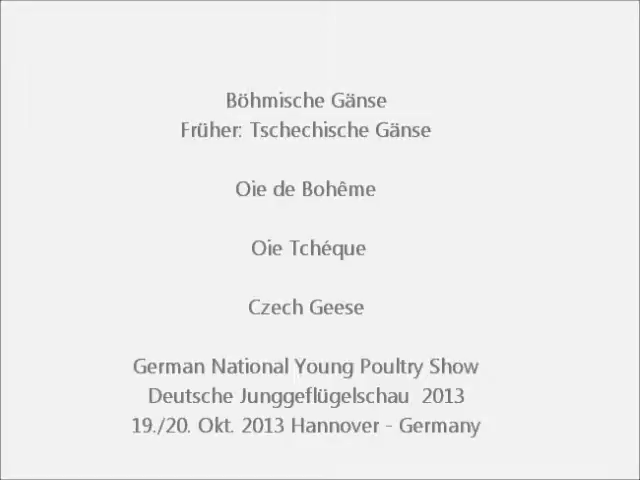 Böhmische Gänse
Früher: Tschechische Gänse
Oie de Bohême
Oie Tchéque
Czech Geese
German National Young Poultry Show
Deutsche Junggeflügelschau 2013
19./20. Okt. 2013 Hannover - Germany